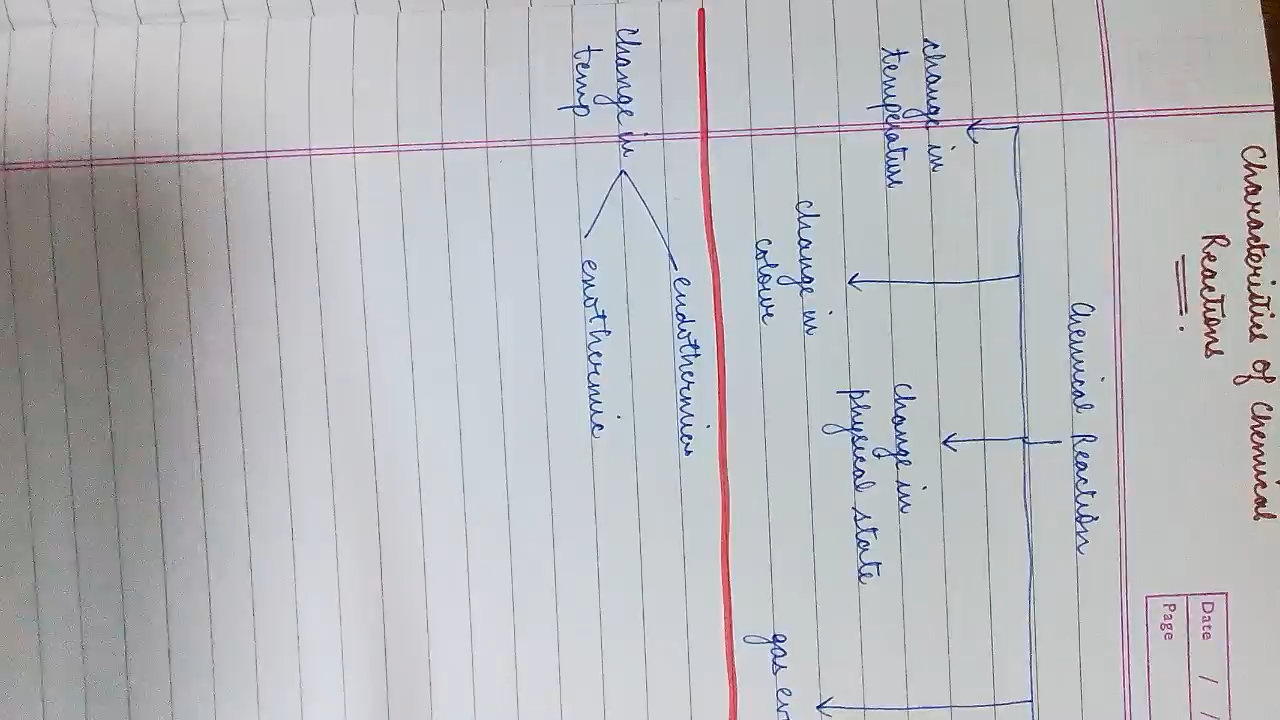 Characteristics of Chemical
Reactions
Date / /
Page
Chemical Reaction
change in
temperature
change in
colour
change in
physical state
gas
change in
temp
endothermic
exothermic